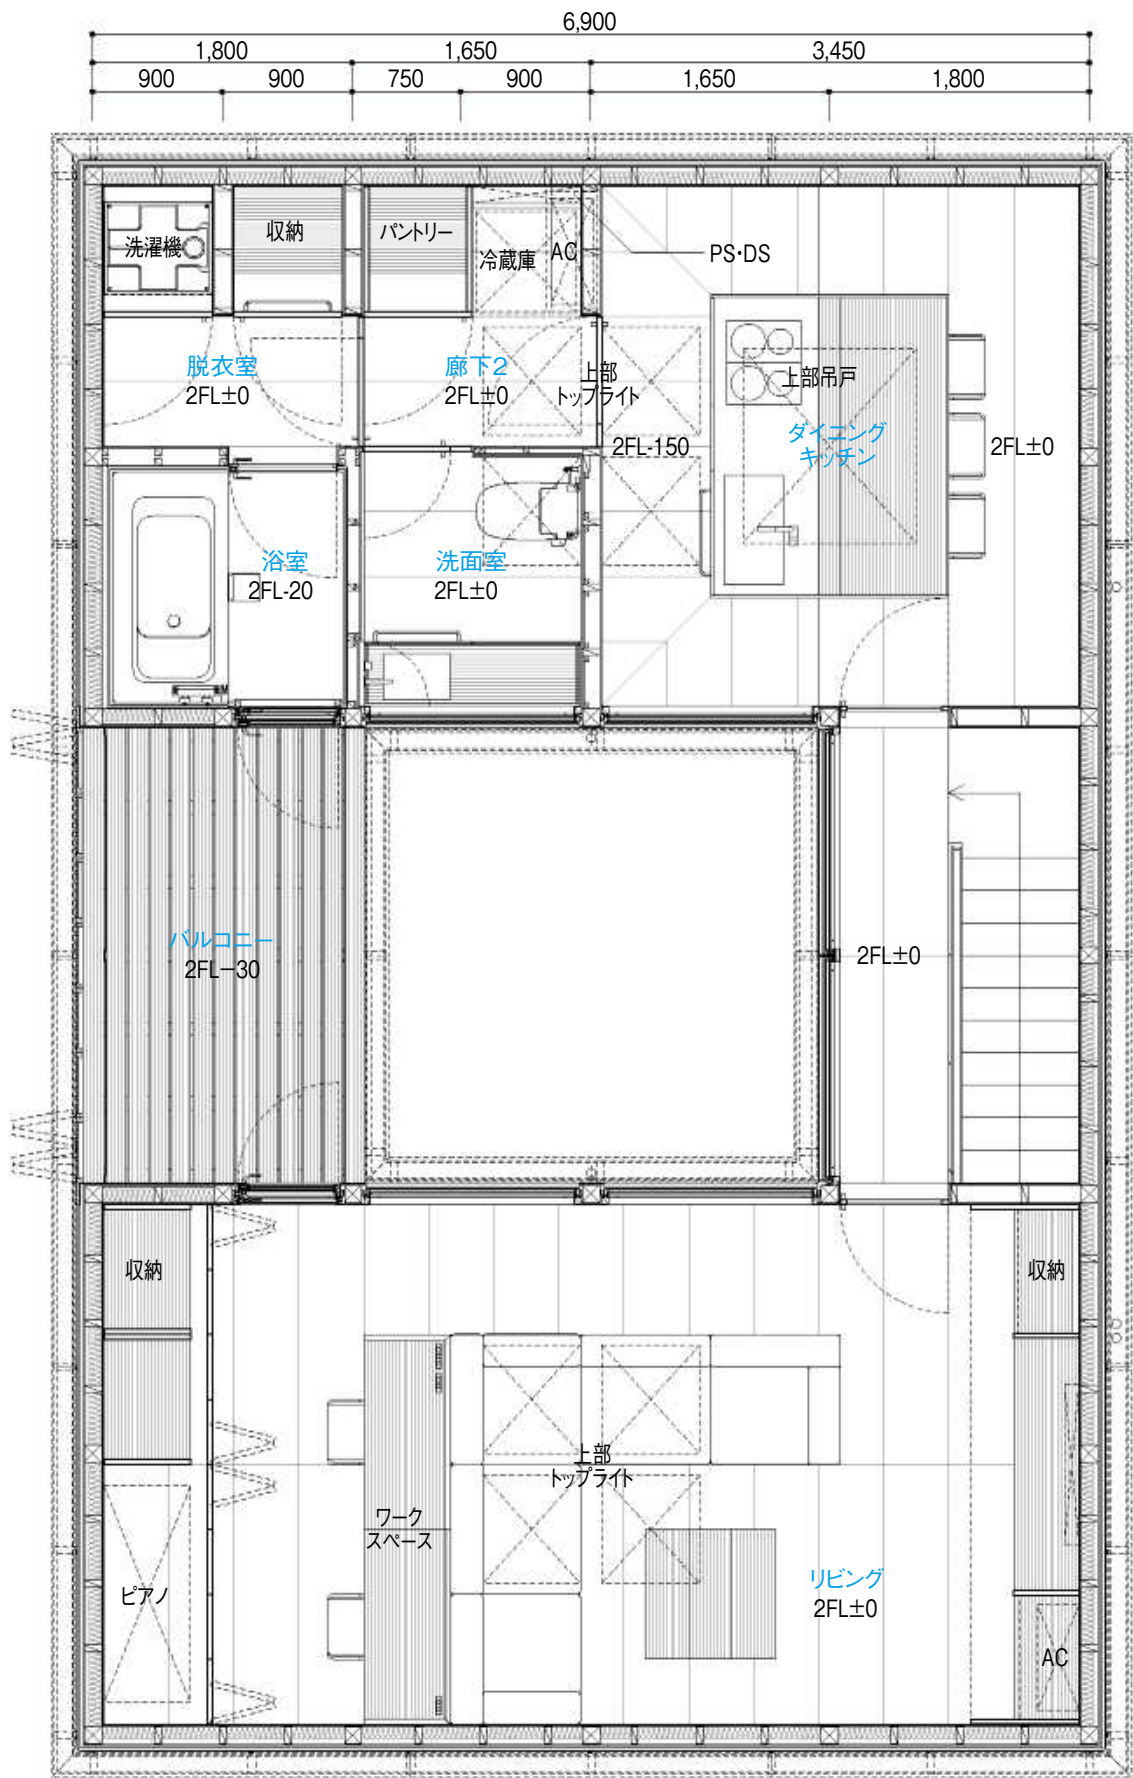 6,900
1,800
1,650
3,450
900
900
750
900
1,650
1,800
洗濯機
収納
パントリー
冷蔵庫
AC
PS・DS
脱衣室
2FL±0
廊下2
2FL±0
上部
トップライト
上部吊戸
ダイニング
キッチン
2FL-150
2FL±0
浴室
2FL-20
洗面室
2FL±0
バルコニー
2FL−30
2FL±0
収納
収納
上部
トップライト
ワーク
スペース
ピアノ
リビング
2FL±0
AC